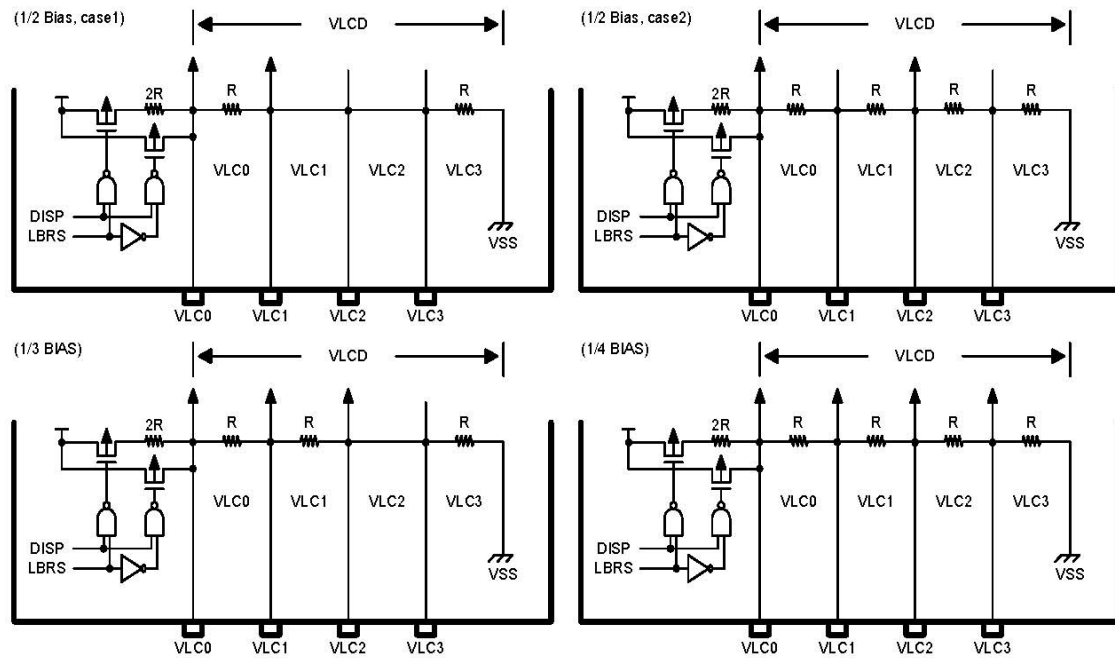 (1/2 Bias, case1)
VLCD
2R R R
VLC0 VLC1 VLC2 VLC3
DISP
LBRS
VSS
VLC0 VLC1 VLC2 VLC3
(1/2 Bias, case2)
VLCD
2R R R R R
VLC0 VLC1 VLC2 VLC3
DISP
LBRS
VSS
VLC0 VLC1 VLC2 VLC3
(1/3 BIAS)
VLCD
2R R R R
VLC0 VLC1 VLC2 VLC3
DISP
LBRS
VSS
VLC0 VLC1 VLC2 VLC3
(1/4 BIAS)
VLCD
2R R R R R
VLC0 VLC1 VLC2 VLC3
DISP
LBRS
VSS
VLC0 VLC1 VLC2 VLC3